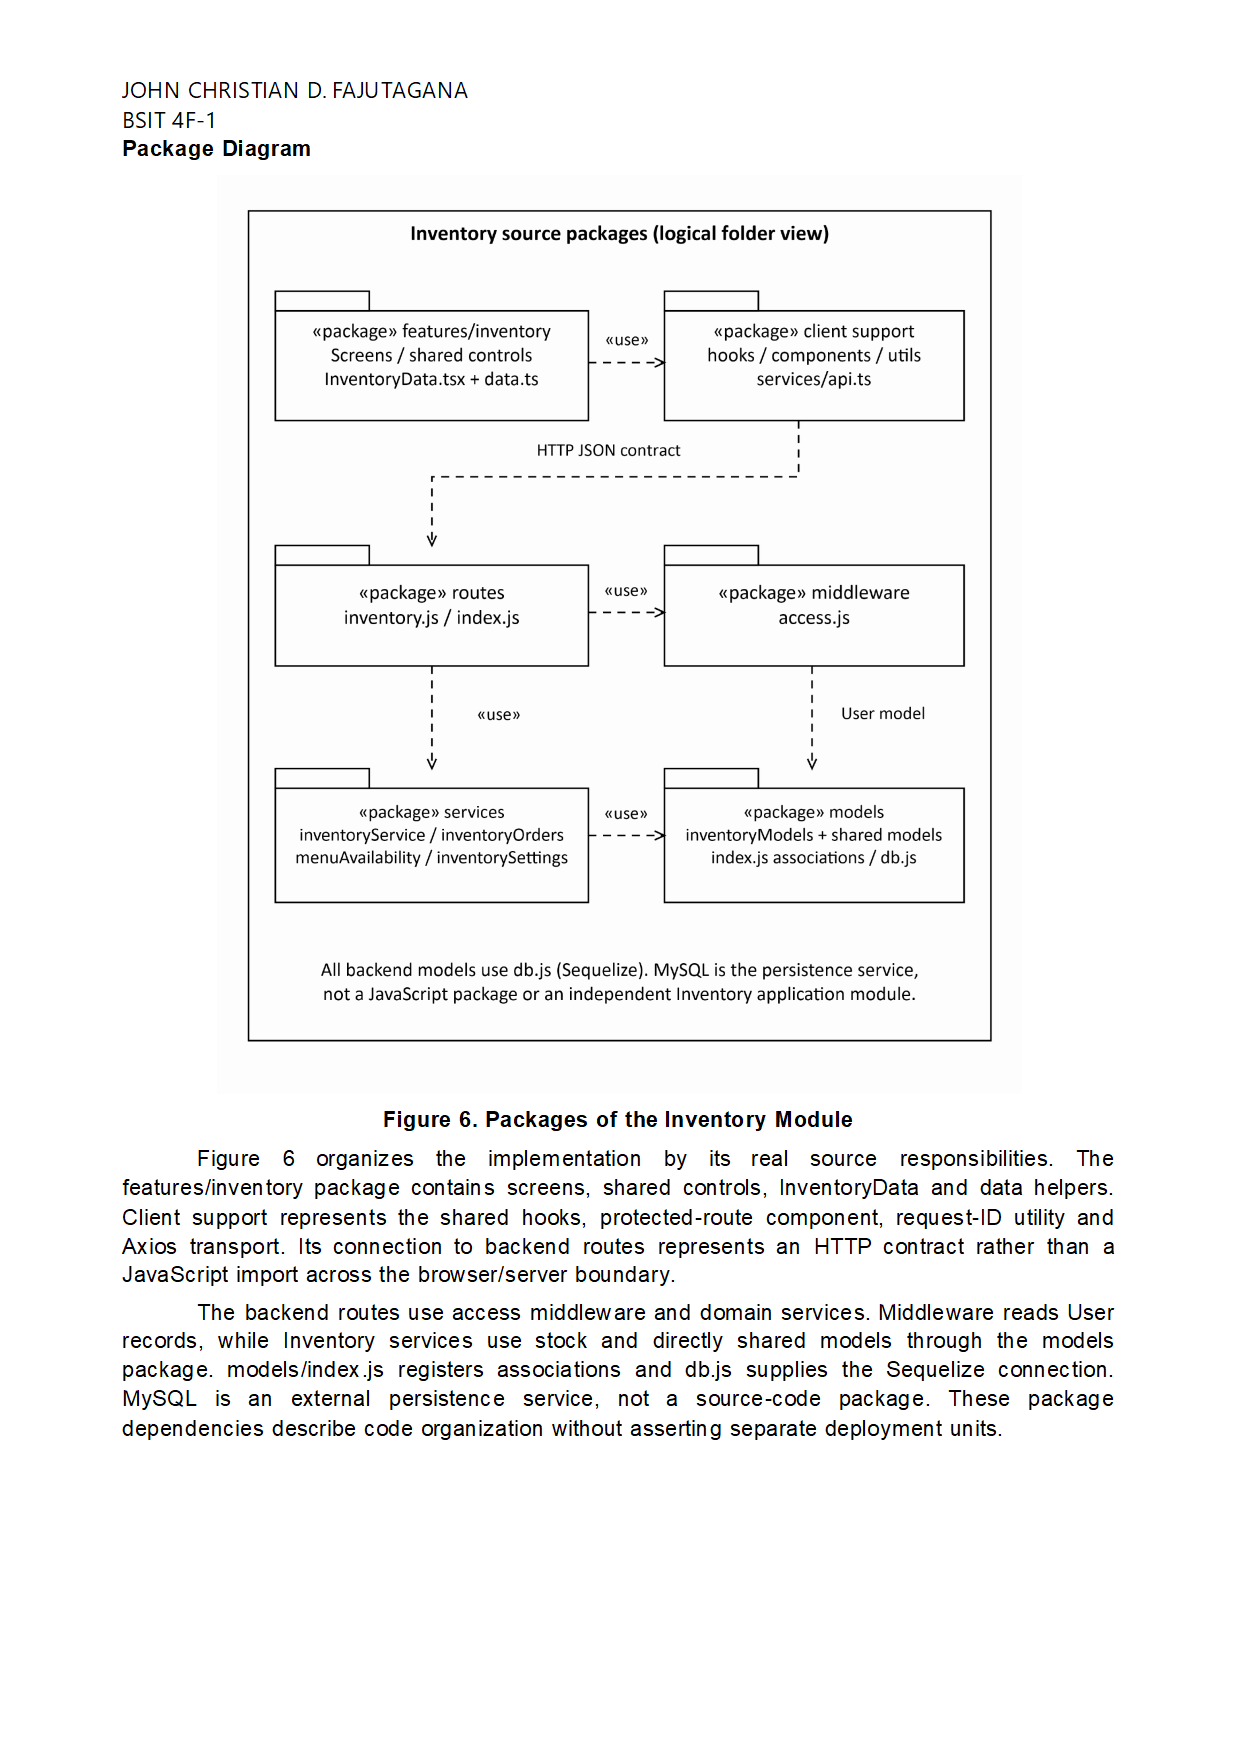 JOHN CHRISTIAN D. FAJUTAGANA
BSIT 4F-1
Package Diagram
Inventory source packages (logical folder view)
«package» features/inventory
Screens / shared controls
InventoryData.tsx + data.ts
«use»
«package» client support
hooks / components / utils
services/api.ts
HTTP JSON contract
«package» routes
inventory.js / index.js
«use»
«package» middleware
access.js
«use»
User model
«package» services
inventoryService / inventoryOrders
menuAvailability / inventorySettings
«use»
«package» models
inventoryModels + shared models
index.js associations / db.js
All backend models use db.js (Sequelize). MySQL is the persistence service,
not a JavaScript package or an independent Inventory application module.
Figure 6. Packages of the Inventory Module
Figure 6 organizes the implementation by its real source responsibilities. The
features/inventory package contains screens, shared controls, InventoryData and data helpers.
Client support represents the shared hooks, protected-route component, request-ID utility and
Axios transport. Its connection to backend routes represents an HTTP contract rather than a
JavaScript import across the browser/server boundary.
The backend routes use access middleware and domain services. Middleware reads User
records, while Inventory services use stock and directly shared models through the models
package. models/index.js registers associations and db.js supplies the Sequelize connection.
MySQL is an external persistence service, not a source-code package. These package
dependencies describe code organization without asserting separate deployment units.